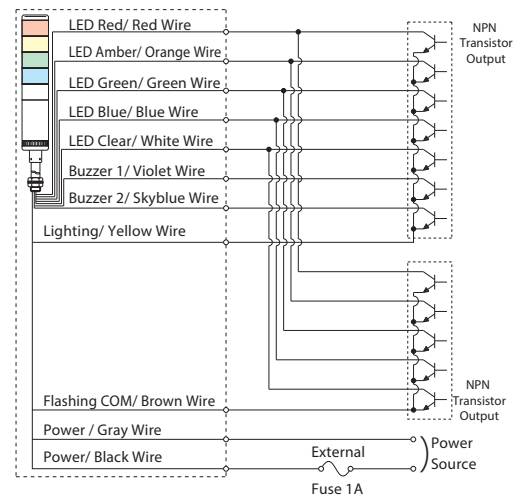 LED Red/ Red Wire
LED Amber/ Orange Wire
LED Green/ Green Wire
LED Blue/ Blue Wire
LED Clear/ White Wire
Buzzer 1/ Violet Wire
Buzzer 2/ Skyblue Wire
Lighting/ Yellow Wire
NPN
Transistor
Output
Flashing COM/ Brown Wire
Power / Gray Wire
Power/ Black Wire
External
Fuse 1A
NPN
Transistor
Output
Power
Source